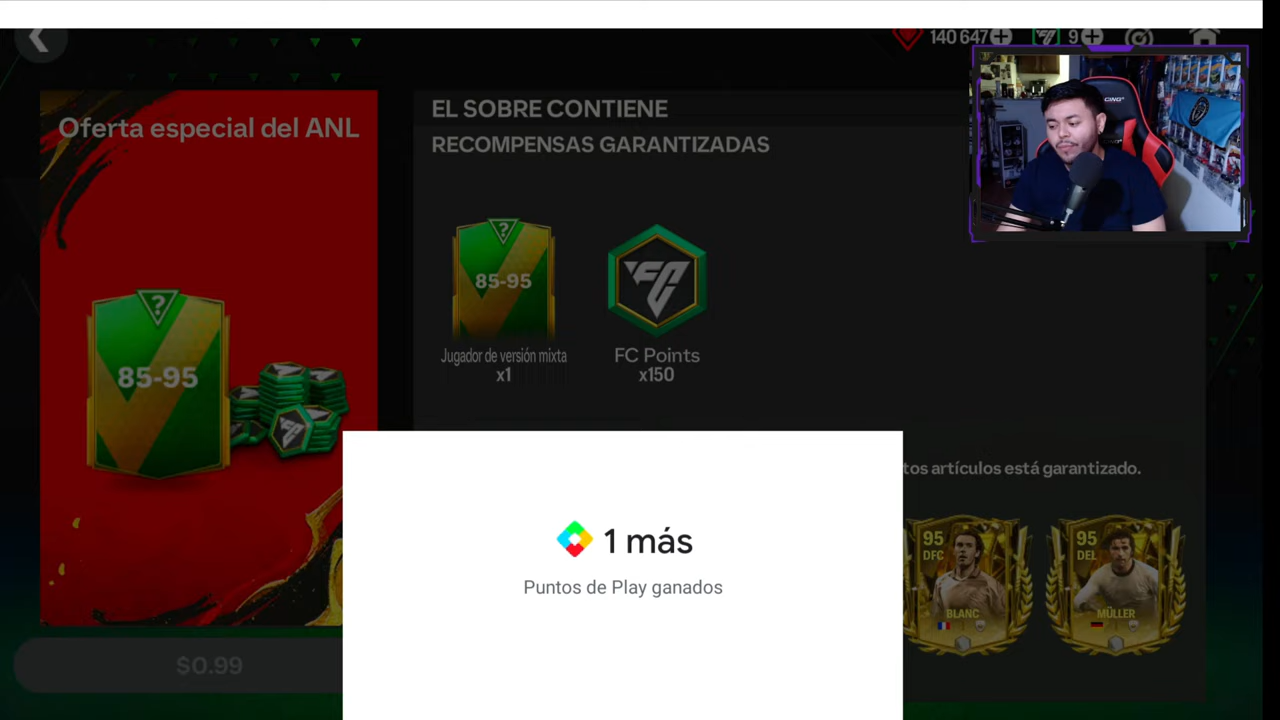 140 647
9
Oferta especial del ANL
EL SOBRE CONTIENE
RECOMPENSAS GARANTIZADAS
85-95
85-95
Jugador de versión mixta
x1
FC Points
x150
tos artículos está garantizado.
1 más
Puntos de Play ganados
95
DFC
BLANC
95
DEL
MÜLLER
$0.99